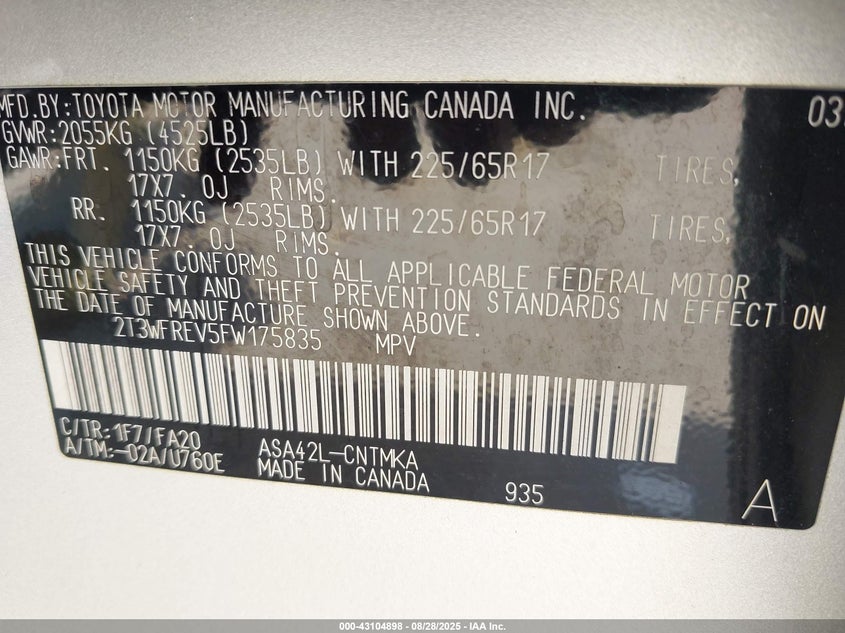 MFD.BY:TOYOTA MOTOR MANUFACTURING CANADA INC. 03
GVWR:2055KG (4525LB)
GAWR:FRT. 1150KG (2535LB) WITH 225/65R17 TIRES,
17X7. 0J RIMS.
RR. 1150KG (2535LB) WITH 225/65R17 TIRES,
17X7. 0J RIMS.
THIS VEHICLE CONFORMS TO ALL APPLICABLE FEDERAL MOTOR
VEHICLE SAFETY AND THEFT PREVENTION STANDARDS IN EFFECT ON
THE DATE OF MANUFACTURE SHOWN ABOVE.
2T3WFREV5FW175835 MPV
C/TR:1F7/FA20
A/TM:-02A/U760E
ASA42L-CNTMKA
MADE IN CANADA
935
A
000-43104898 - 08/28/2025 - IAA Inc.